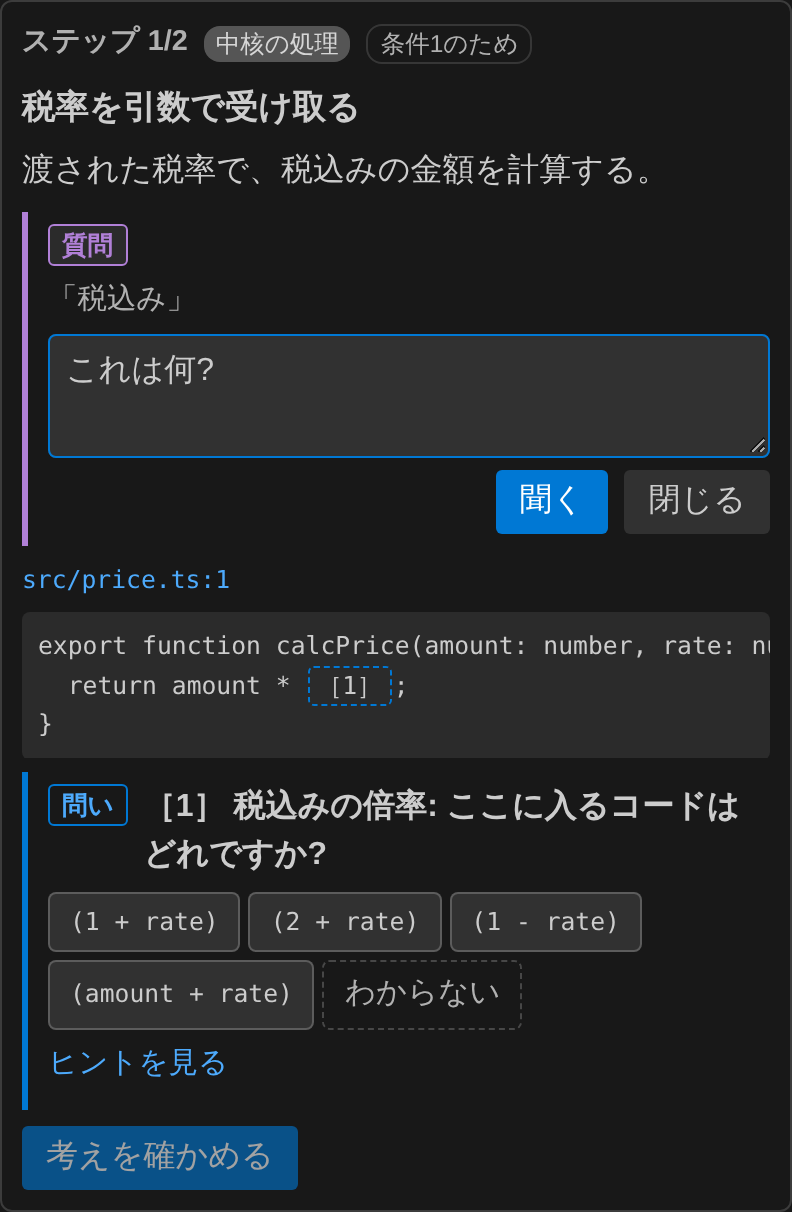 ステップ 1/2 中核の処理 条件1のため
税率を引数で受け取る
渡された税率で、税込みの金額を計算する。
質問
「税込み」
これは何?
聞く 閉じる
src/price.ts:1
export function calcPrice(amount: number, rate: nu
return amount * [1] ;
}
問い [1] 税込みの倍率: ここに入るコードは
どれですか?
(1 + rate) (2 + rate) (1 - rate)
(amount + rate) わからない
ヒントを見る
考えを確かめる